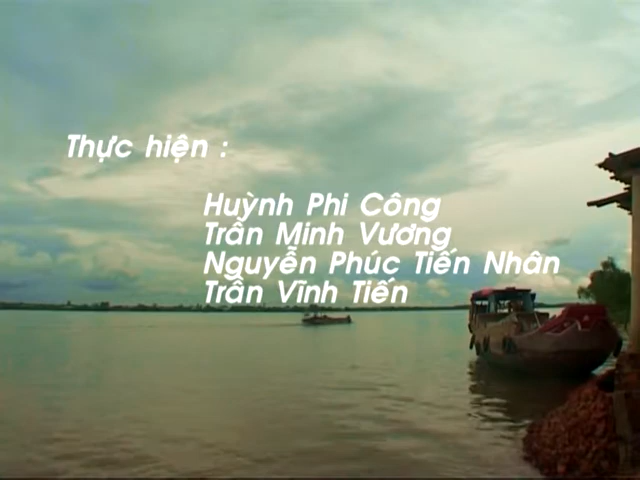 Thực hiện :
Huỳnh Phi Công
Trần Minh Vương
Nguyễn Phúc Tiến Nhân
Trần Vĩnh Tiến